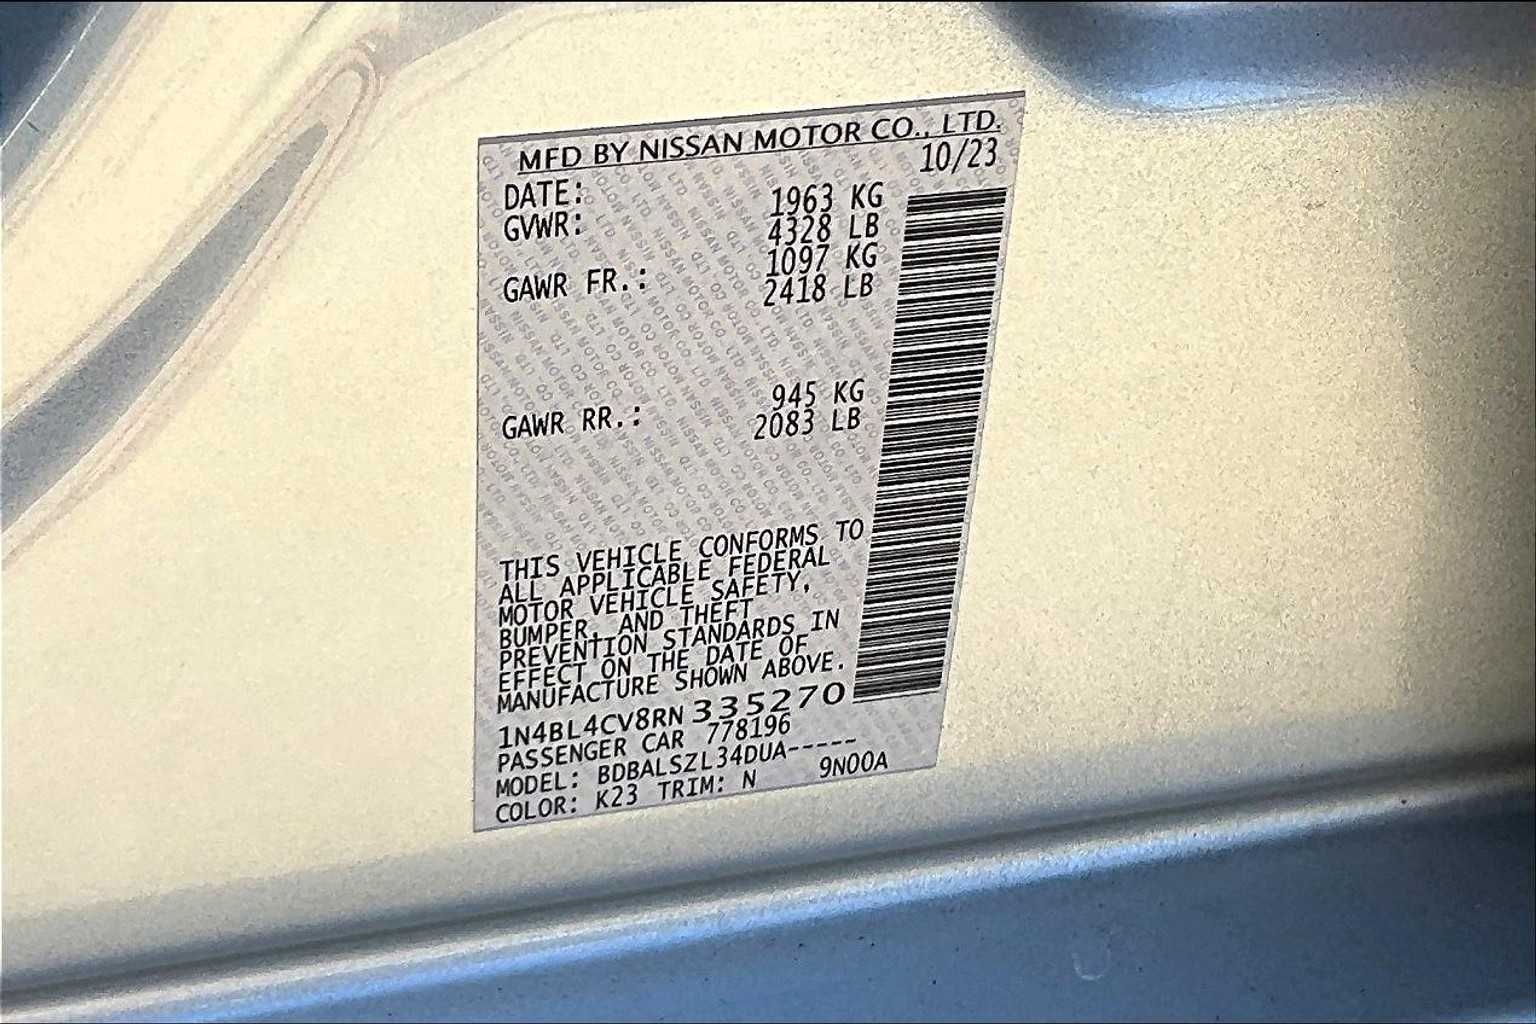 MFD BY NISSAN MOTOR CO., LTD.
DATE: 10/23
GVWR: 1963 KG
4328 LB
GAWR FR.: 1097 KG
2418 LB
GAWR RR.: 945 KG
2083 LB
THIS VEHICLE CONFORMS TO
ALL APPLICABLE FEDERAL
MOTOR VEHICLE SAFETY,
BUMPER, AND THEFT
PREVENTION STANDARDS IN
EFFECT ON THE DATE OF
MANUFACTURE SHOWN ABOVE.
1N4BL4CV8RN 335270
PASSENGER CAR 778196
MODEL: BDBALSZL34DUA-----
COLOR: K23 TRIM: N 9N00A